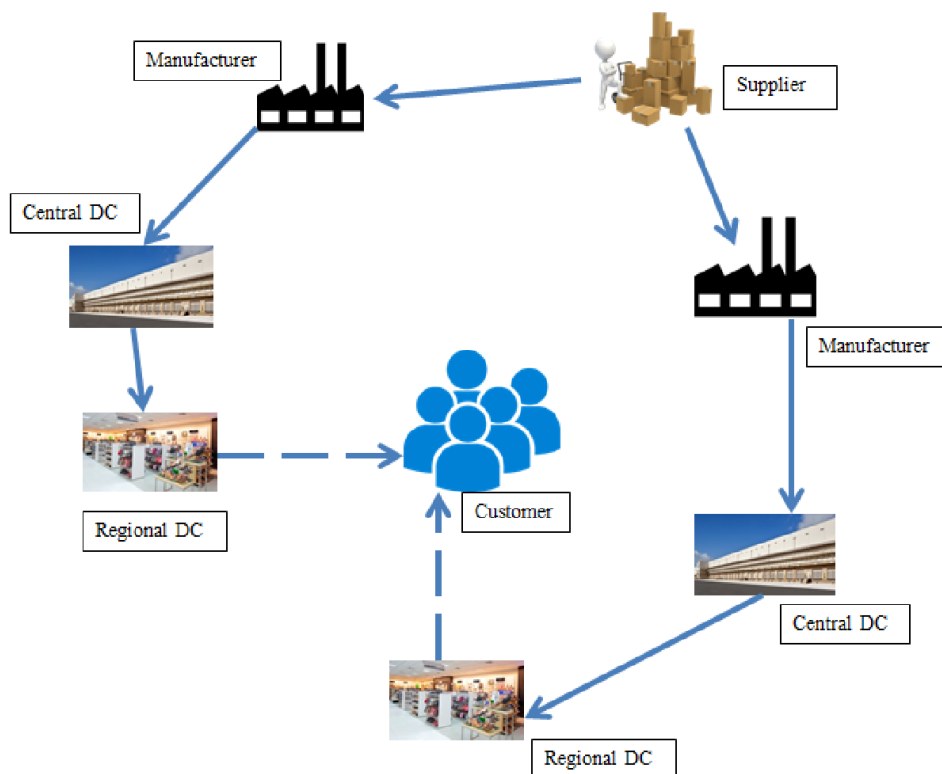 Manufacturer
Supplier
Central DC
Manufacturer
Regional DC
Customer
Central DC
Regional DC